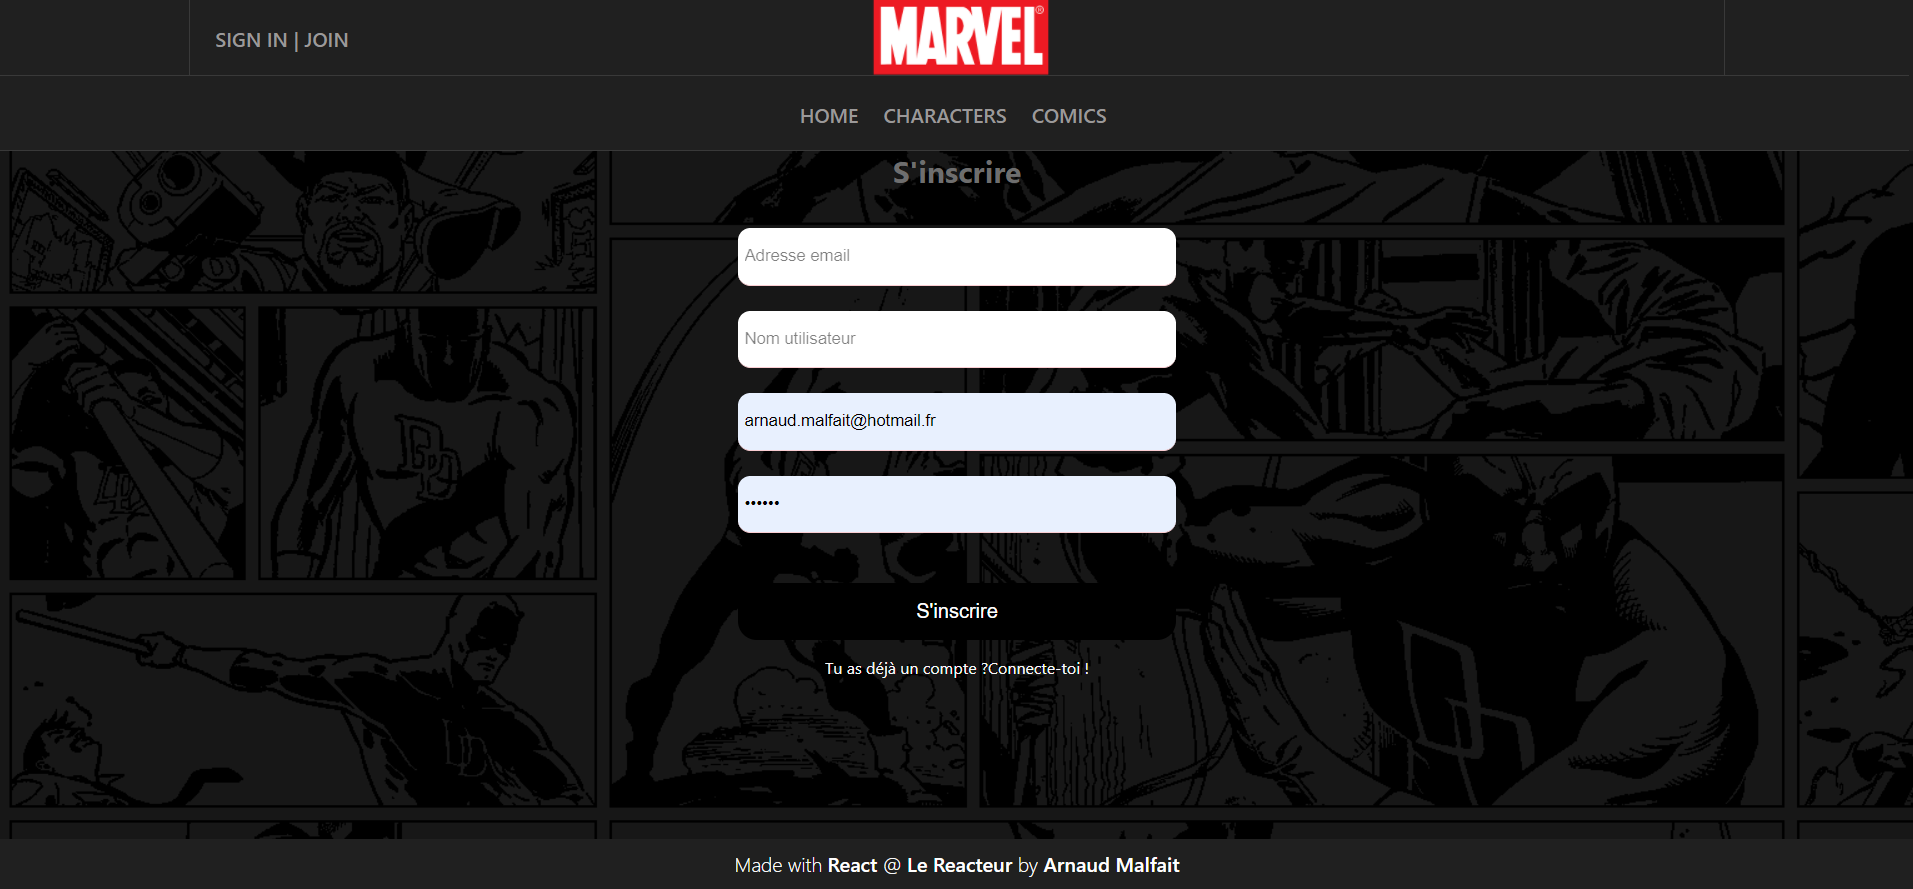 SIGN IN | JOIN
MARVEL®
HOME CHARACTERS COMICS
S'inscrire
Adresse email
Nom utilisateur
arnaud.malfait@hotmail.fr
••••••
S'inscrire
Tu as déjà un compte ?Connecte-toi !
Made with React @ Le Reacteur by Arnaud Malfait